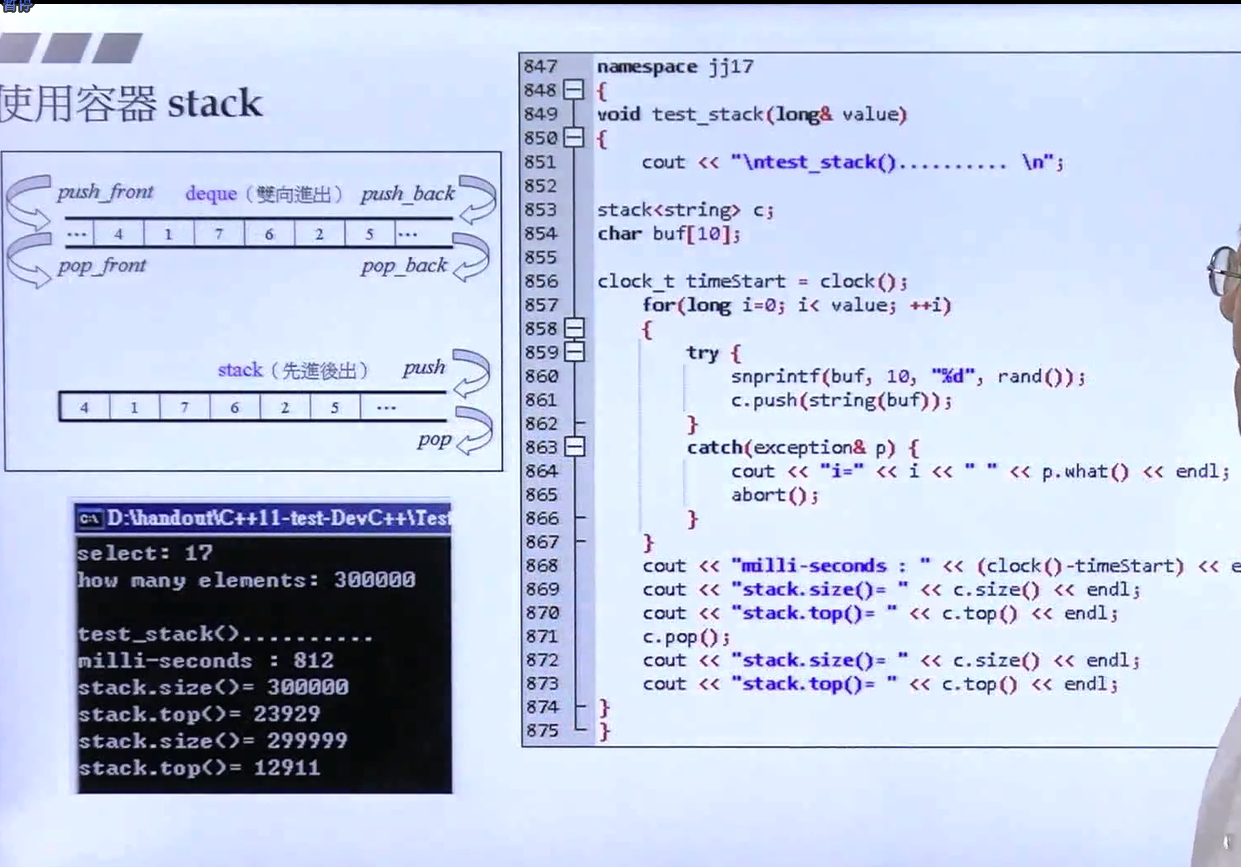 暂停
使用容器 stack
push_front deque（雙向進出） push_back
... 4 1 7 6 2 5 ...
pop_front pop_back
stack（先進後出） push
4 1 7 6 2 5 ...
pop
D:\handout\C++11-test-DevC++\Test
select: 17
how many elements: 300000
test_stack()..........
milli-seconds : 812
stack.size()= 300000
stack.top()= 23929
stack.size()= 299999
stack.top()= 12911
847 namespace jj17
848 {
849 void test_stack(long& value)
850 {
851 cout << "\ntest_stack().......... \n";
852
853 stack<string> c;
854 char buf[10];
855
856 clock_t timeStart = clock();
857 for(long i=0; i< value; ++i)
858 {
859 try {
860 snprintf(buf, 10, "%d", rand());
861 c.push(string(buf));
862 }
863 catch(exception& p) {
864 cout << "i=" << i << " " << p.what() << endl;
865 abort();
866 }
867 }
868 cout << "milli-seconds : " << (clock()-timeStart) << e
869 cout << "stack.size()= " << c.size() << endl;
870 cout << "stack.top()= " << c.top() << endl;
871 c.pop();
872 cout << "stack.size()= " << c.size() << endl;
873 cout << "stack.top()= " << c.top() << endl;
874 }
875 }